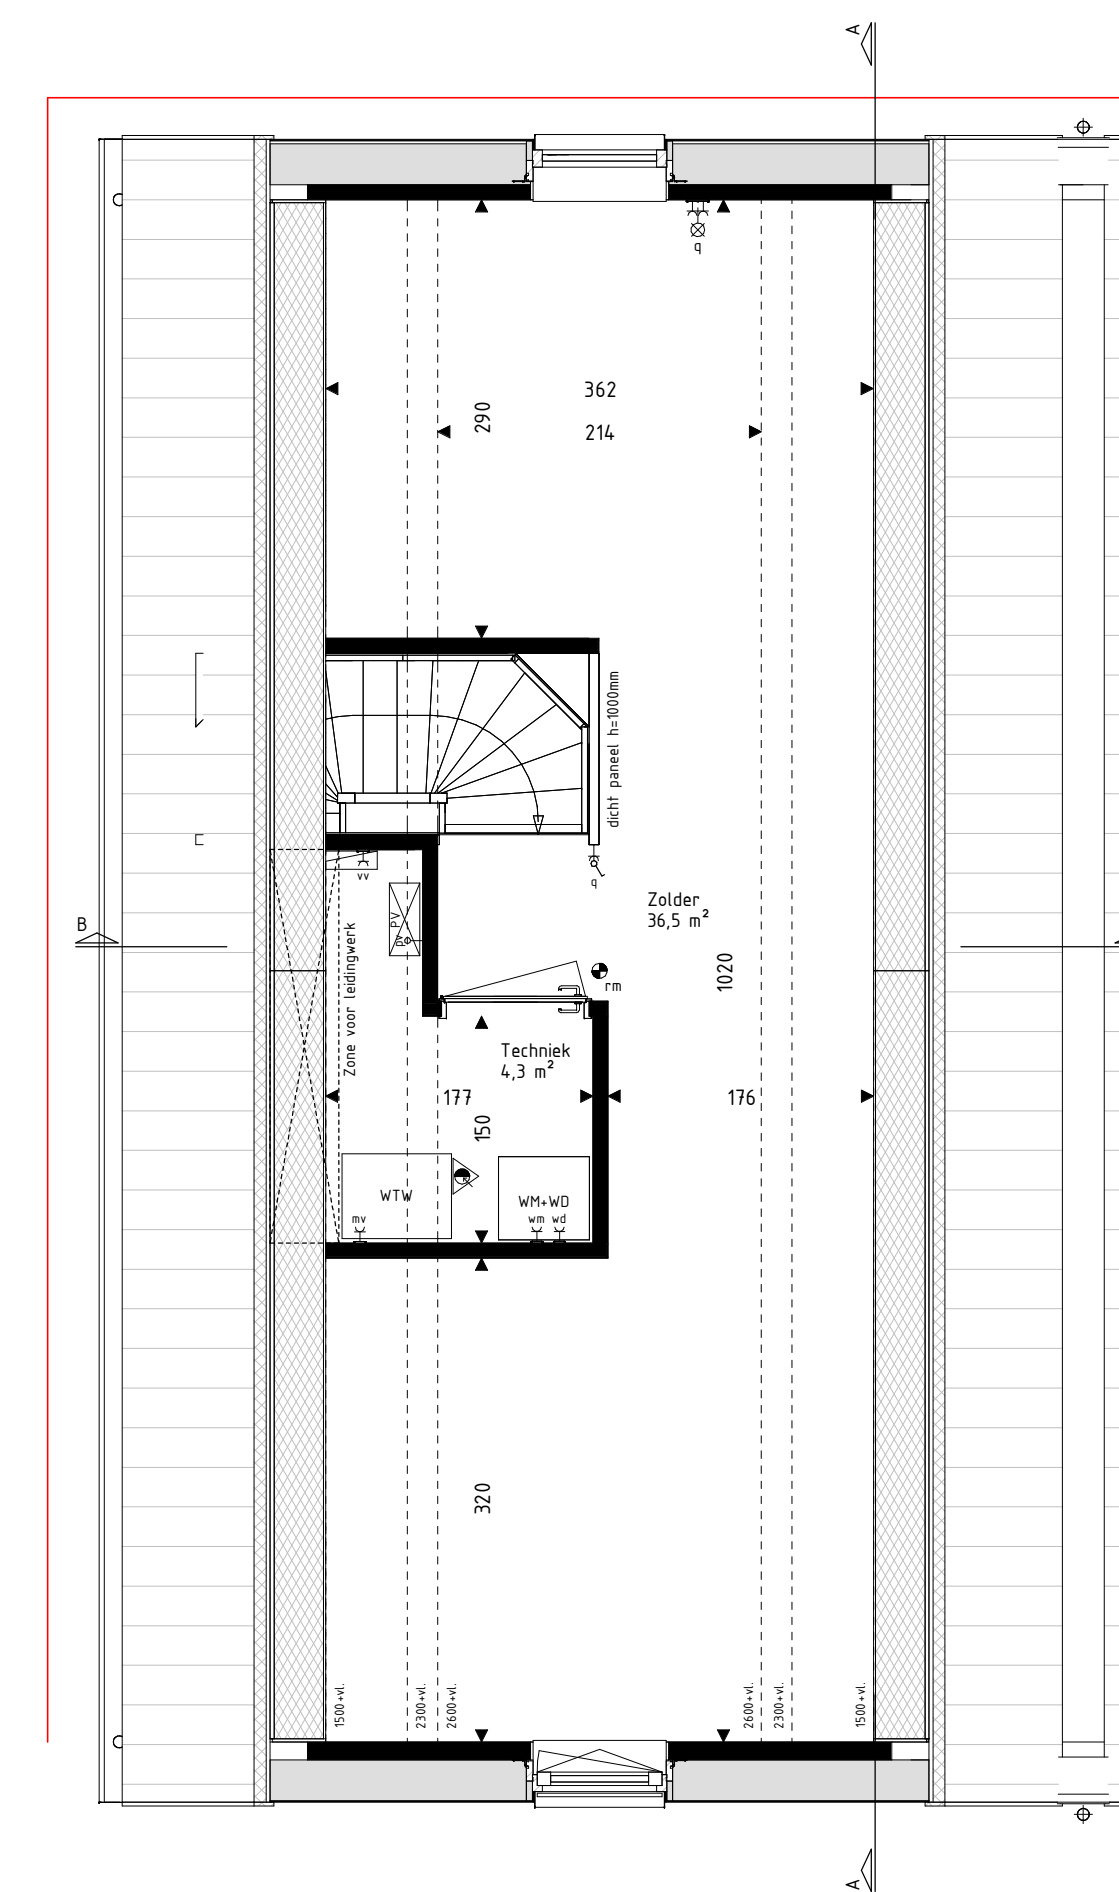 A
q
362
290
214
dicht paneel h=1000mm
vv
q
PV
pv
Zolder
36,5 m²
B
Zone voor leidingwerk
1020
rm
Techniek
4,3 m²
177
176
150
WTW
WM+WD
mv
wm wd
320
1500+vl.
2300+vl.
2600+vl.
2600+vl.
2300+vl.
1500+vl.
A